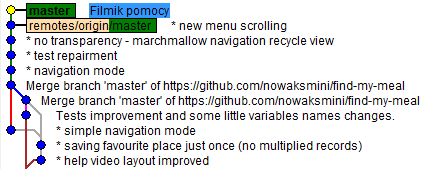 master Filmik pomocy
remotes/origin/master * new menu scrolling
* no transparency - marchmallow navigation recycle view
* test repairment
* navigation mode
Merge branch 'master' of https://github.com/nowaksmini/find-my-meal
Merge branch 'master' of https://github.com/nowaksmini/find-my-meal
Tests improvement and some little variables names changes.
* simple navigation mode
* saving favourite place just once (no multiplied records)
* help video layout improved